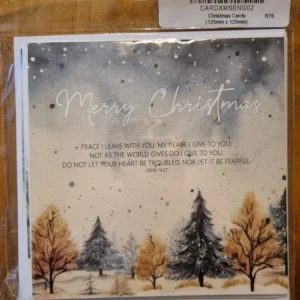 CARDXMSENG02
Christmas Cards
(125mm x 125mm)
R75
Merry Christmas
PEACE I LEAVE WITH YOU; MY PEACE I GIVE TO YOU;
NOT AS THE WORLD GIVES DO I GIVE TO YOU.
DO NOT LET YOUR HEART BE TROUBLED, NOR LET IT BE FEARFUL.
JOHN 14:27